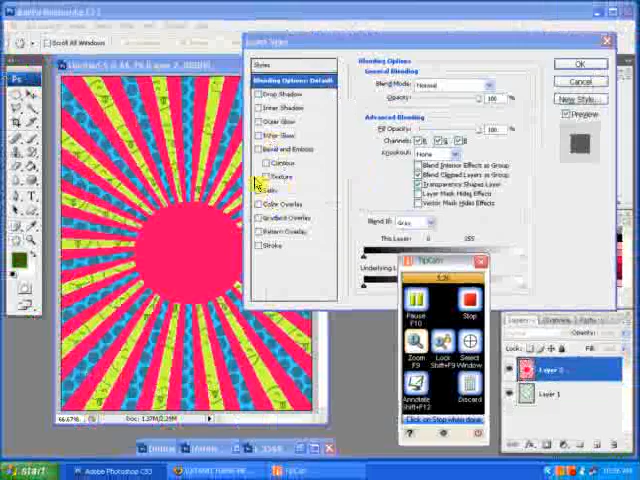 Scroll All Windows
Layer Style
Styles
Blending Options: Default
Drop Shadow
Inner Shadow
Outer Glow
Inner Glow
Bevel and Emboss
Contour
Texture
Satin
Color Overlay
Gradient Overlay
Pattern Overlay
Stroke
Blending Options
General Blending
Blend Mode: Normal
Opacity: 100 %
Advanced Blending
Fill Opacity: 100 %
Channels: R G B
Knockout: None
Blend Interior Effects as Group
Blend Clipped Layers as Group
Transparency Shapes Layer
Layer Mask Hides Effects
Vector Mask Hides Effects
Blend If: Gray
This Layer: 0 255
Underlying L
OK
Cancel
New Style...
Preview
Ps
66.67%
Doc: 1.37M/2.29M
TipCam
5:36
Pause
F10
Stop
Zoom
F9
Lock
Shift+F9
Select
Window
Annotate
Shift+F12
Discard
Click on Stop when done
Layers
Channels
Paths
Opacity:
Lock:
Fill:
Layer 2
Layer 1
start
Adobe Photoshop CS3
TipCam